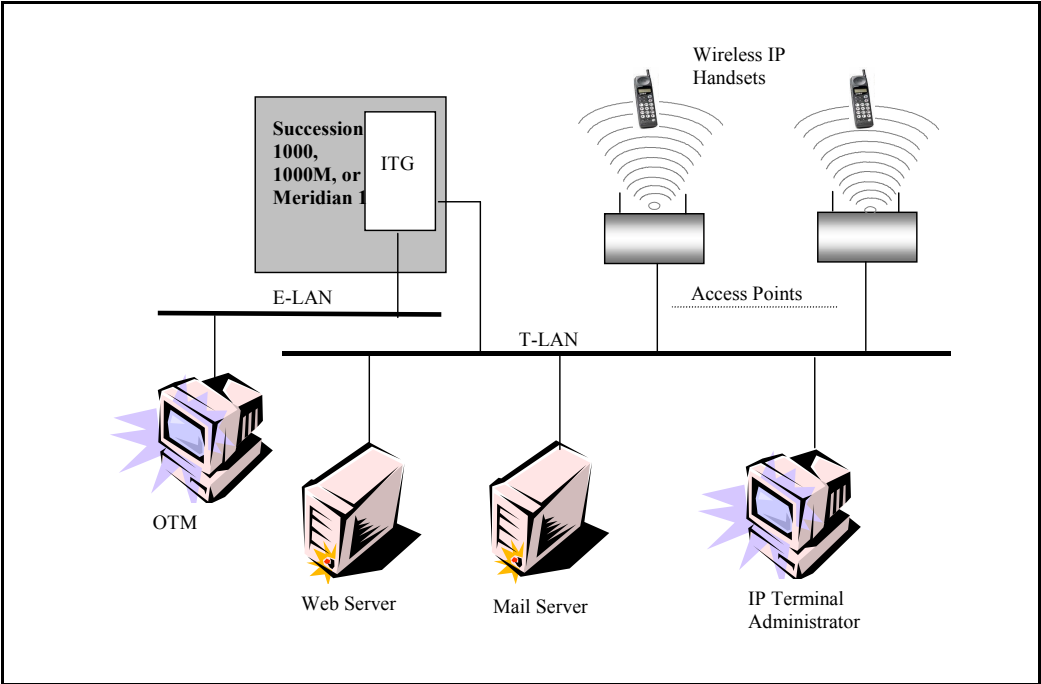 Wireless IP
Handsets
Succession
1000,
1000M, or
Meridian 1
ITG
E-LAN
Access Points
T-LAN
OTM
Web Server
Mail Server
IP Terminal
Administrator